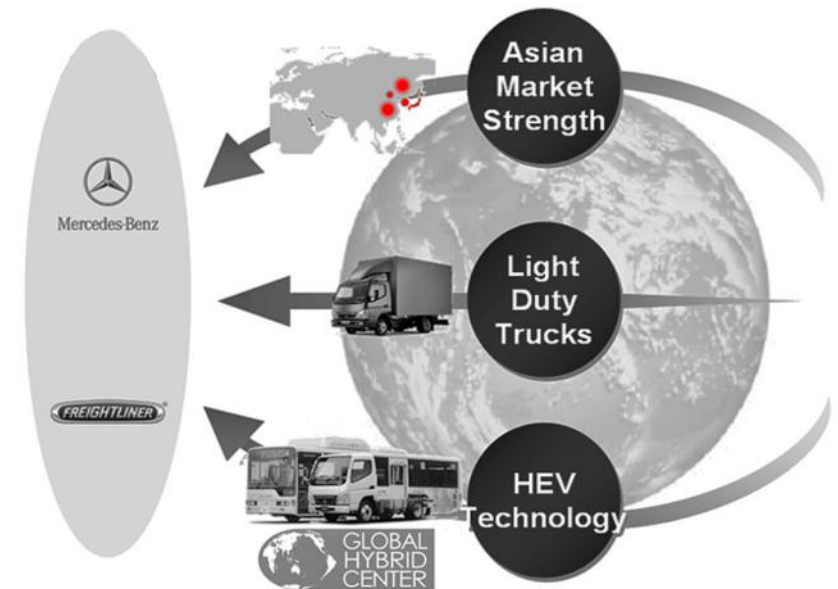 Asian
Market
Strength
Mercedes-Benz
Light
Duty
Trucks
FREIGHTLINER
HEV
Technology
GLOBAL
HYBRID
CENTER